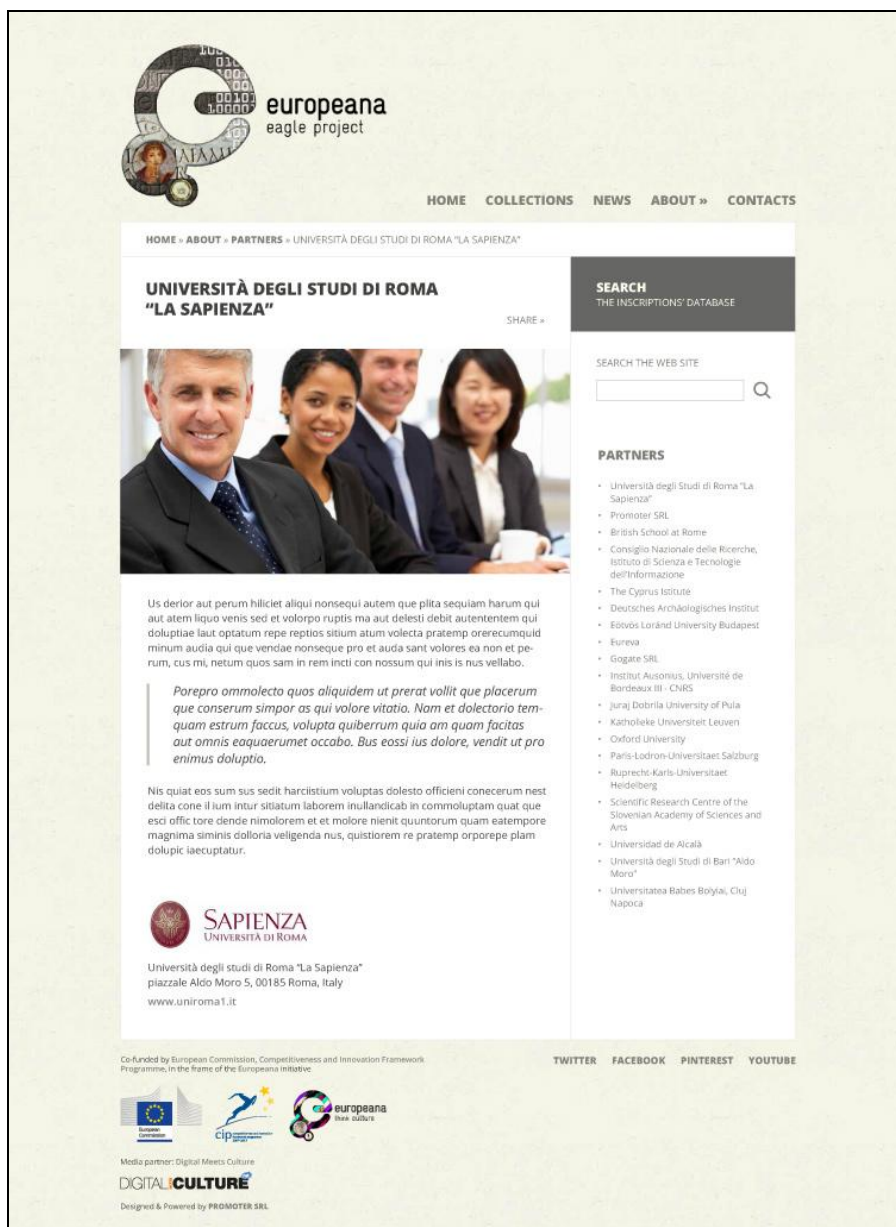 europeana
eagle project
HOME COLLECTIONS NEWS ABOUT » CONTACTS
HOME » ABOUT » PARTNERS » UNIVERSITÀ DEGLI STUDI DI ROMA “LA SAPIENZA”
UNIVERSITÀ DEGLI STUDI DI ROMA
“LA SAPIENZA”
SHARE »
Us derior aut perum hiliciet aliqui nonsequi autem que plita sequiam harum qui
aut atem liquo venis sed et volorpo ruptis ma aut delesti debit autententem qui
doluptiae laut optatum repe reptios sitium atum volecta pratemp orerecumquid
minum audia qui que vendae nonseque pro et auda sant volores ea non et pe-
rum, cus mi, netum quos sam in rem incti con nossum qui inis is nus vellabo.
Porepro ommolecto quos aliquidem ut prerat vollit que placerum
que conserum simpor as qui volore vitatio. Nam et dolectorio tem-
quam estrum faccus, volupta quiberrum quia am quam facitas
aut omnis eaquaerumet occabo. Bus eossi ius dolore, vendit ut pro
enimus doluptio.
Nis quiat eos sum sus sedit harciistium voluptas dolesto officieni conecerum nest
delita cone il ium intur sitiatum laborem inullandicab in commoluptam quat que
esci offic tore dende nimolorem et et molore nienit quuntorum quam eatempore
magnima siminis dolloria veligenda nus, quistiorem re pratemp orporepe plam
dolupic iaecuptatur.
SAPIENZA
UNIVERSITÀ DI ROMA
Università degli studi di Roma “La Sapienza”
piazzale Aldo Moro 5, 00185 Roma, Italy
www.uniroma1.it
SEARCH
THE INSCRIPTIONS’ DATABASE
SEARCH THE WEB SITE
PARTNERS
• Università degli Studi di Roma “La
Sapienza”
• Promoter SRL
• British School at Rome
• Consiglio Nazionale delle Ricerche,
Istituto di Scienza e Tecnologie
dell’Informazione
• The Cyprus Istitute
• Deutsches Archäologisches Institut
• Eötvös Loránd University Budapest
• Eureva
• Gogate SRL
• Institut Ausonius, Université de
Bordeaux III - CNRS
• Juraj Dobrila University of Pula
• Katholieke Universiteit Leuven
• Oxford University
• Paris-Lodron-Universitaet Salzburg
• Ruprecht-Karls-Universitaet
Heidelberg
• Scientific Research Centre of the
Slovenian Academy of Sciences and
Arts
• Universidad de Alcalà
• Università degli Studi di Bari “Aldo
Moro”
• Universitatea Babes Bolyiai, Cluj
Napoca
Co-funded by European Commission, Competitiveness and Innovation Framework
Programme, in the frame of the Europeana initiative
TWITTER FACEBOOK PINTEREST YOUTUBE
European
Commission
cip
europeana
think culture
Media partner: Digital Meets Culture
DIGITAL CULTURE
Designed & Powered by PROMOTER SRL